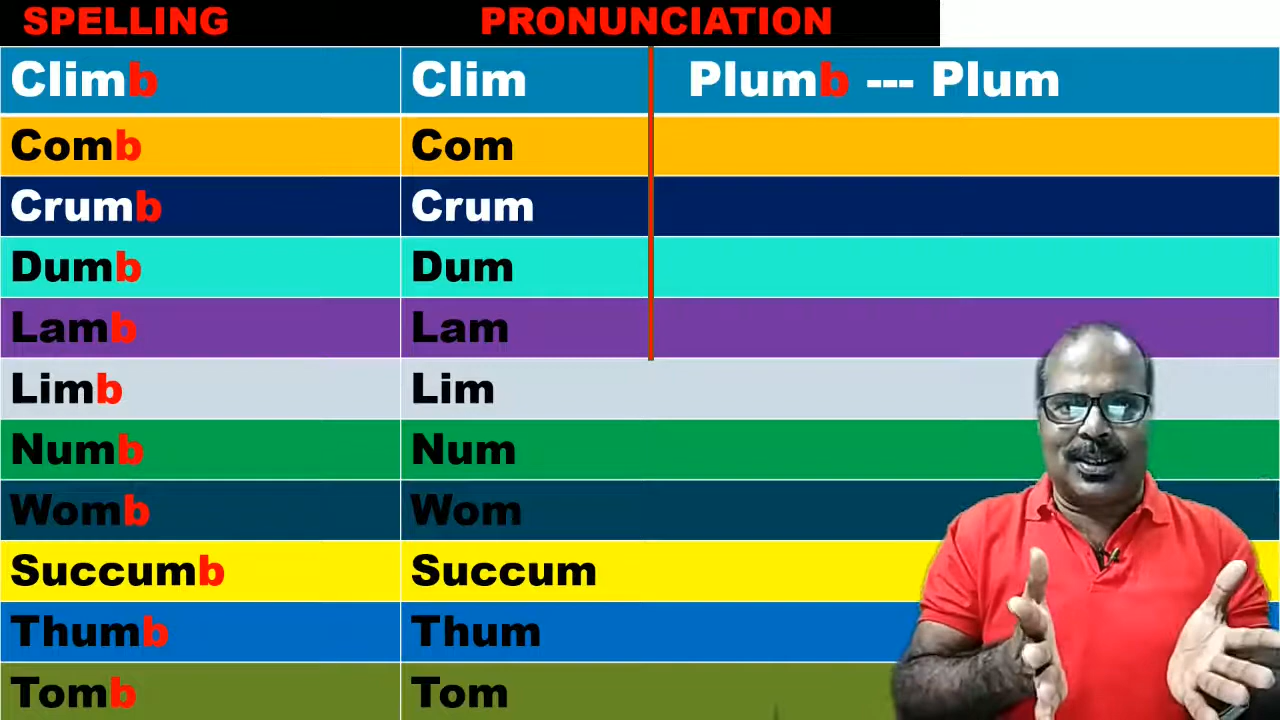 SPELLING PRONUNCIATION
Climb Clim Plumb --- Plum
Comb Com
Crumb Crum
Dumb Dum
Lamb Lam
Limb Lim
Numb Num
Womb Wom
Succumb Succum
Thumb Thum
Tomb Tom